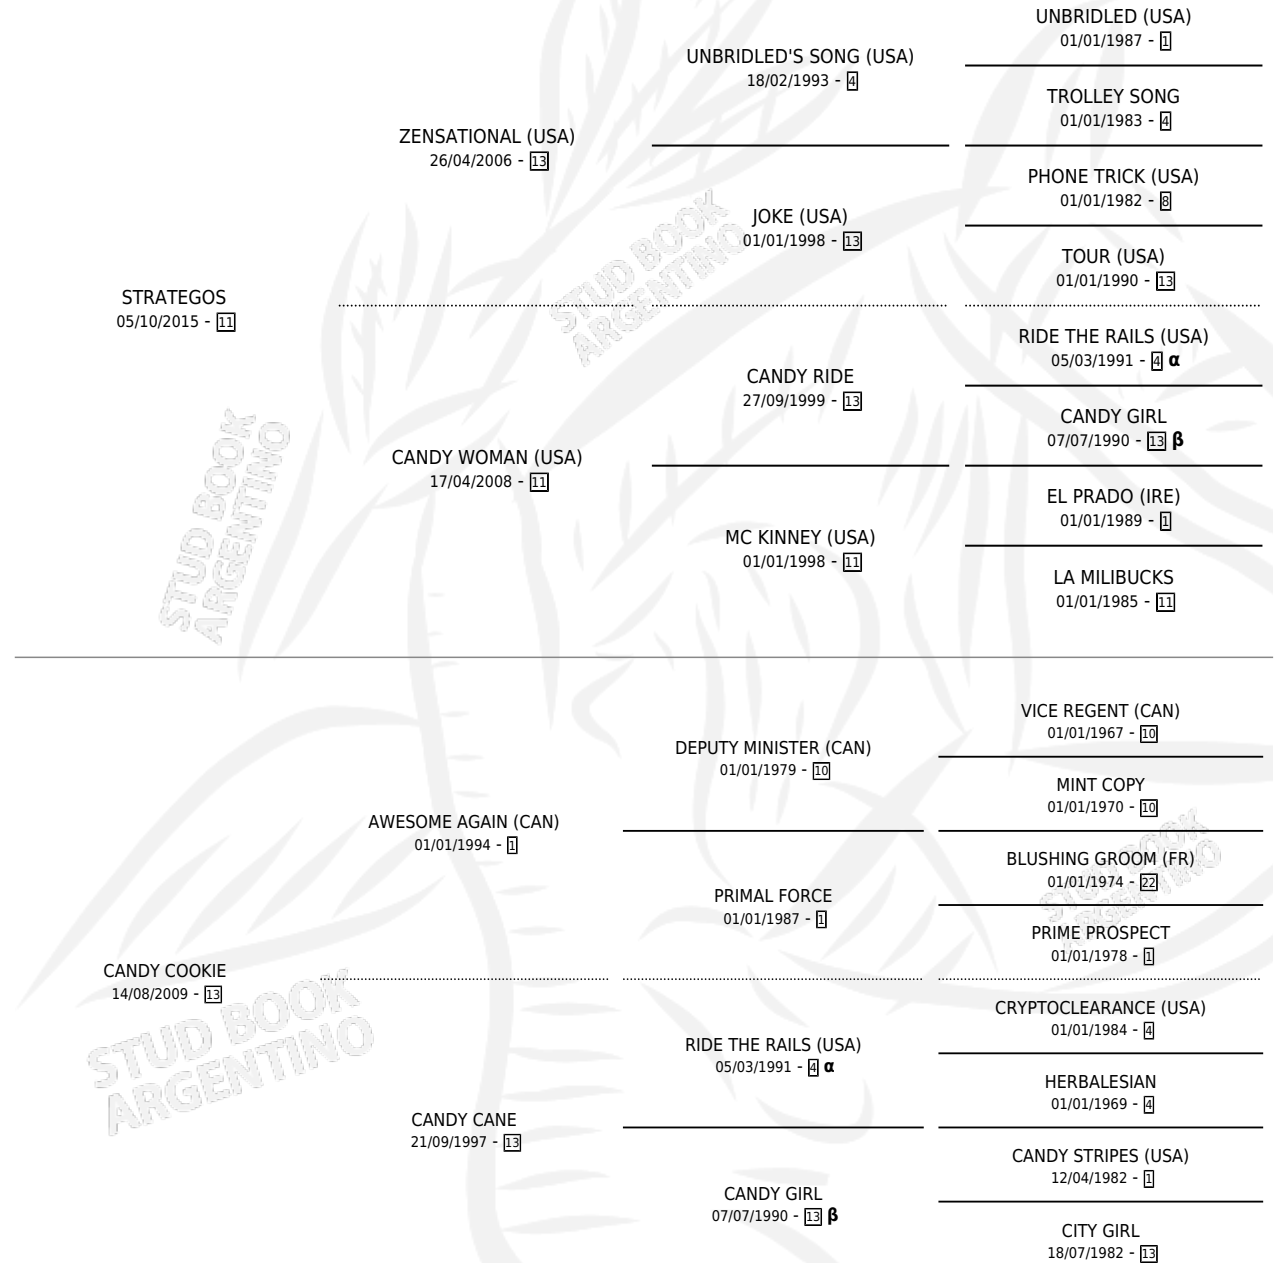 UNBRIDLED (USA)
01/01/1987 - 1
UNBRIDLED'S SONG (USA)
18/02/1993 - 4
TROLLEY SONG
01/01/1983 - 4
ZENSATIONAL (USA)
26/04/2006 - 13
PHONE TRICK (USA)
01/01/1982 - 8
JOKE (USA)
01/01/1998 - 13
TOUR (USA)
01/01/1990 - 13
STRATEGOS
05/10/2015 - 11
RIDE THE RAILS (USA)
05/03/1991 - 4 α
CANDY RIDE
27/09/1999 - 13
CANDY GIRL
07/07/1990 - 13 β
CANDY WOMAN (USA)
17/04/2008 - 11
EL PRADO (IRE)
01/01/1989 - 1
MC KINNEY (USA)
01/01/1998 - 11
LA MILIBUCKS
01/01/1985 - 11
VICE REGENT (CAN)
01/01/1967 - 10
DEPUTY MINISTER (CAN)
01/01/1979 - 10
MINT COPY
01/01/1970 - 10
AWESOME AGAIN (CAN)
01/01/1994 - 1
BLUSHING GROOM (FR)
01/01/1974 - 22
PRIMAL FORCE
01/01/1987 - 1
PRIME PROSPECT
01/01/1978 - 1
CANDY COOKIE
14/08/2009 - 13
CRYPTOCLEARANCE (USA)
01/01/1984 - 4
RIDE THE RAILS (USA)
05/03/1991 - 4 α
HERBALESIAN
01/01/1969 - 4
CANDY CANE
21/09/1997 - 13
CANDY STRIPES (USA)
12/04/1982 - 1
CANDY GIRL
07/07/1990 - 13 β
CITY GIRL
18/07/1982 - 13
STUD BOOK
ARGENTINO
STUD BOOK
ARGENTINO
STUD BOOK
ARGENTINO
STUD BOOK
ARGENTINO